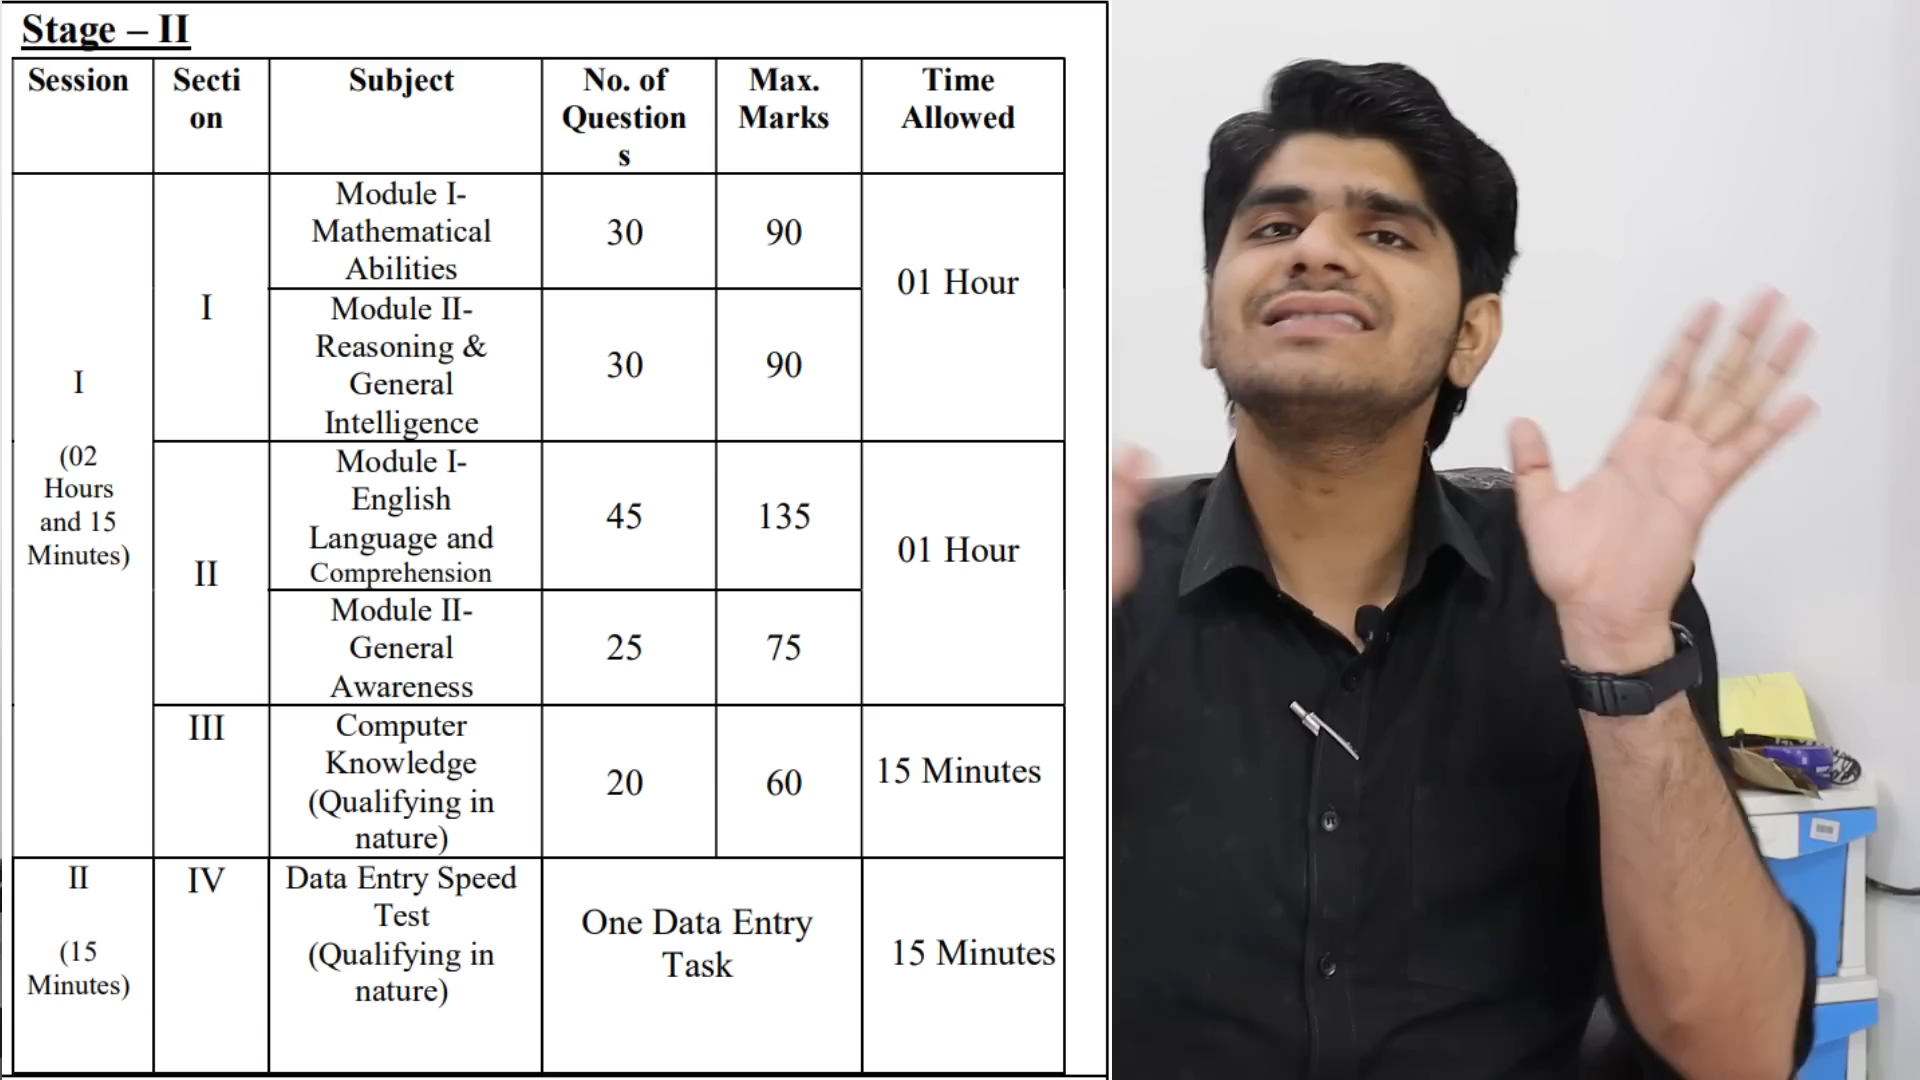 Stage – II
Session
Secti
on
Subject
No. of
Question
s
Max.
Marks
Time
Allowed
I
(02
Hours
and 15
Minutes)
I
Module I-
Mathematical
Abilities
30
90
01 Hour
Module II-
Reasoning &
General
Intelligence
30
90
II
Module I-
English
Language and
Comprehension
45
135
01 Hour
Module II-
General
Awareness
25
75
III
Computer
Knowledge
(Qualifying in
nature)
20
60
15 Minutes
II
(15
Minutes)
IV
Data Entry Speed
Test
(Qualifying in
nature)
One Data Entry
Task
15 Minutes